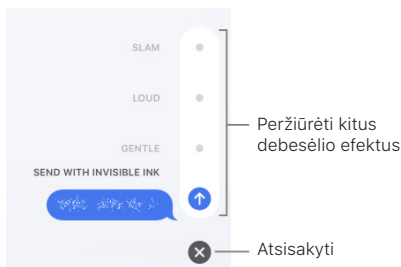 SLAM
LOUD
GENTLE
SEND WITH INVISIBLE INK
Peržiūrėti kitus
debesėlio efektus
Atsisakyti